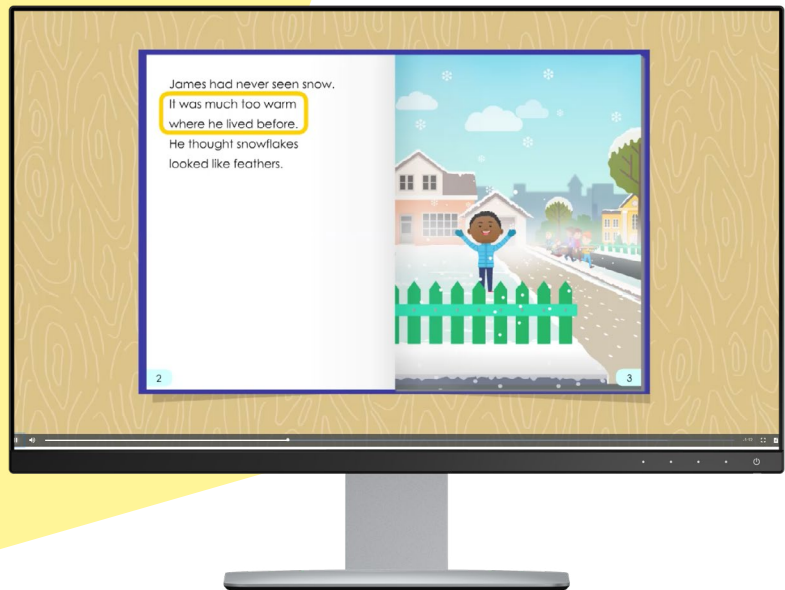 James had never seen snow.
It was much too warm
where he lived before.
He thought snowflakes
looked like feathers.
2
3